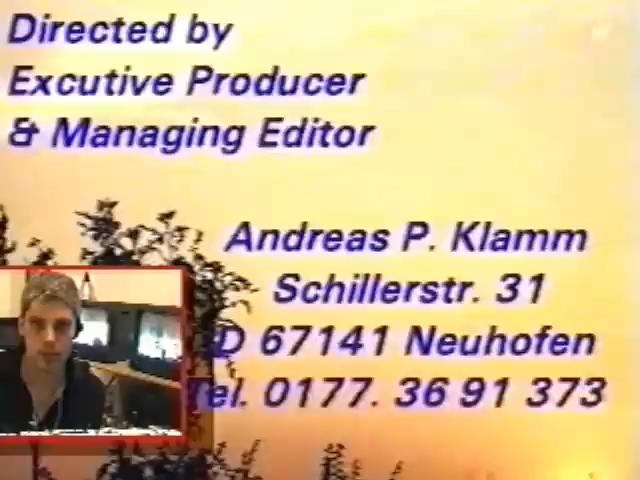 Directed by
Excutive Producer
& Managing Editor
Andreas P. Klamm
Schillerstr. 31
D 67141 Neuhofen
Tel. 0177. 36 91 373